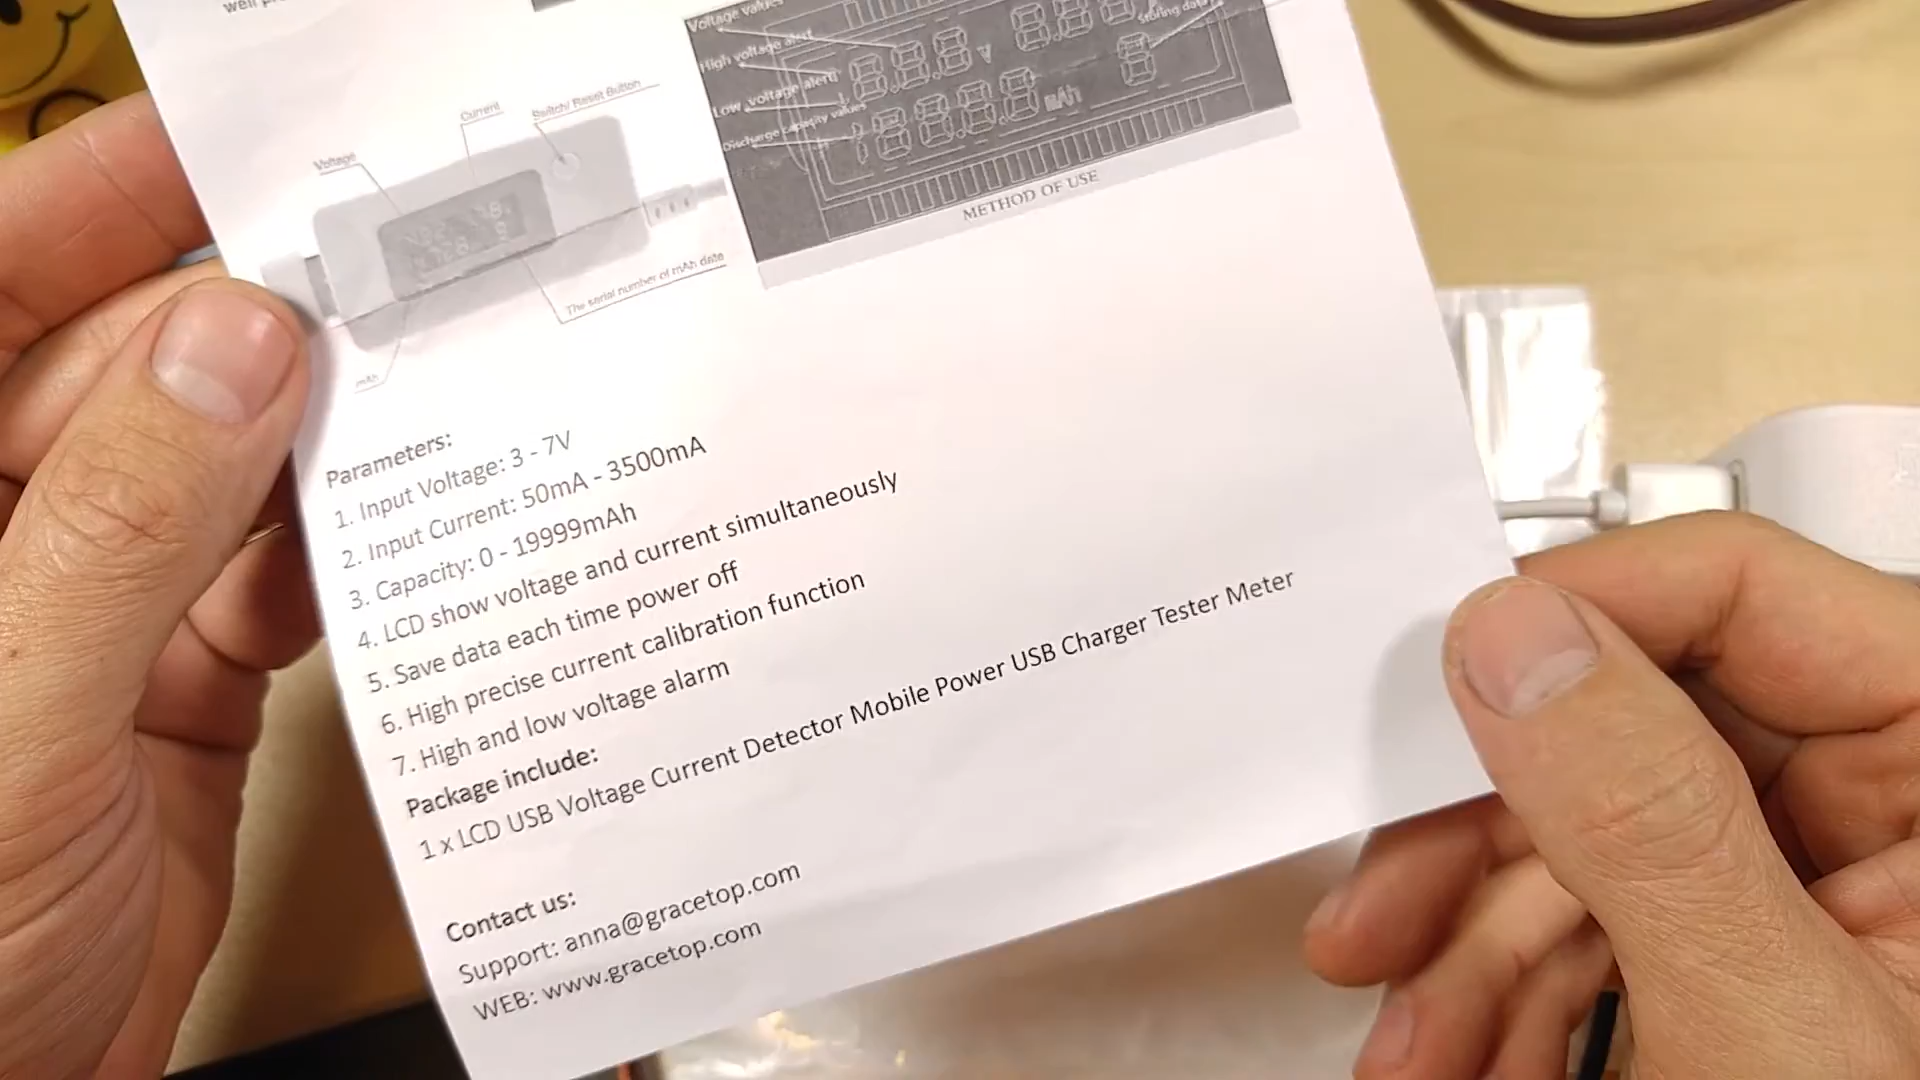 well
Voltage values
High voltage alert
Low voltage alert
Discharge capacity values
Storing data
V
mAh
METHOD OF USE
Current
Switch/ Reset Button
Voltage
The serial number of mAh date
mAh
Parameters:
1. Input Voltage: 3 - 7V
2. Input Current: 50mA - 3500mA
3. Capacity: 0 - 19999mAh
4. LCD show voltage and current simultaneously
5. Save data each time power off
6. High precise current calibration function
7. High and low voltage alarm
Package include:
1 x LCD USB Voltage Current Detector Mobile Power USB Charger Tester Meter
Contact us:
Support: anna@gracetop.com
WEB: www.gracetop.com